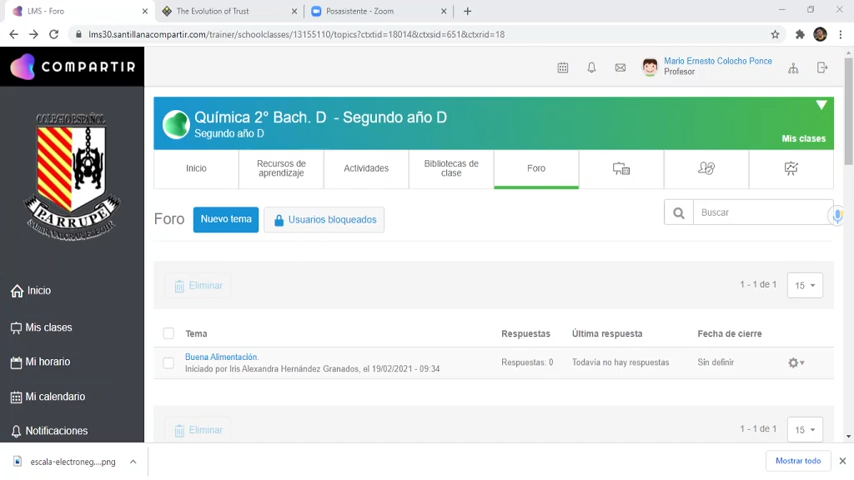 LMS - Foro
The Evolution of Trust
Posasistente - Zoom
lms30.santillanacompartir.com/trainer/schoolclasses/13155110/topics?ctxtid=18014&ctxsid=651&ctxrid=18
COMPARTIR
Mario Ernesto Colocho Ponce
Profesor
COLEGIO ESPAÑOL
PADRE ARRUPE
Química 2° Bach. D - Segundo año D
Segundo año D
Mis clases
Inicio
Recursos de aprendizaje
Actividades
Bibliotecas de clase
Foro
Foro
Nuevo tema
Usuarios bloqueados
Buscar
Inicio
Mis clases
Mi horario
Mi calendario
Notificaciones
Eliminar
1 - 1 de 1
15
Tema
Respuestas
Última respuesta
Fecha de cierre
Buena Alimentación.
Iniciado por Iris Alexandra Hernández Granados, el 19/02/2021 - 09:34
Respuestas: 0
Todavía no hay respuestas
Sin definir
Eliminar
1 - 1 de 1
15
escala-electroneg....png
Mostrar todo